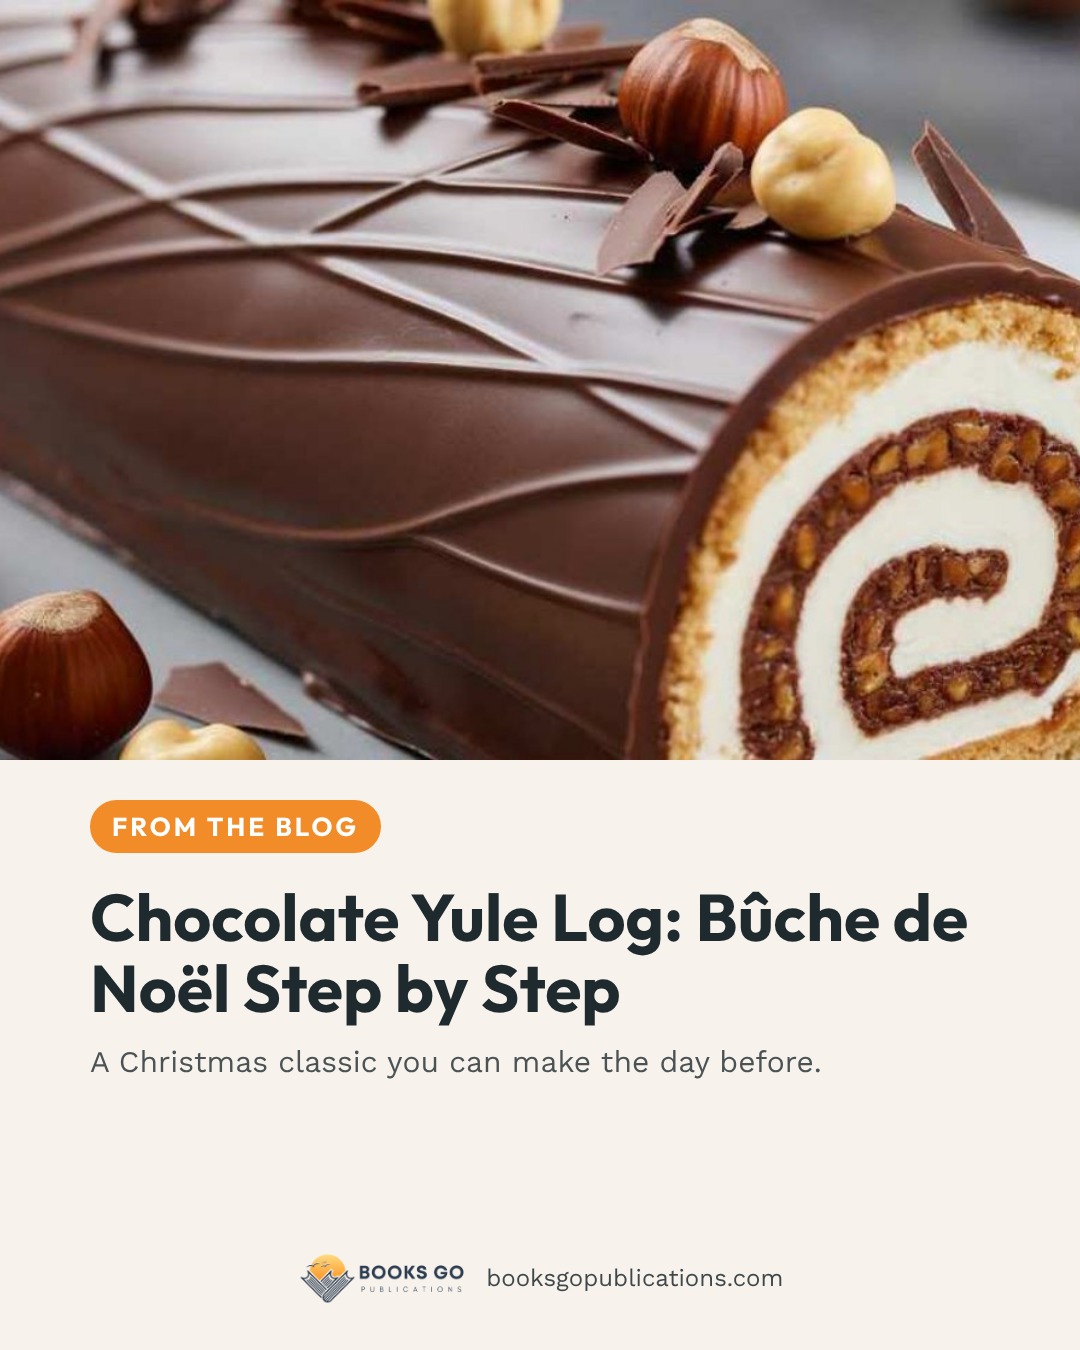 FROM THE BLOG
Chocolate Yule Log: Bûche de
Noël Step by Step
A Christmas classic you can make the day before.
BOOKS GO
PUBLICATIONS
booksgopublications.com